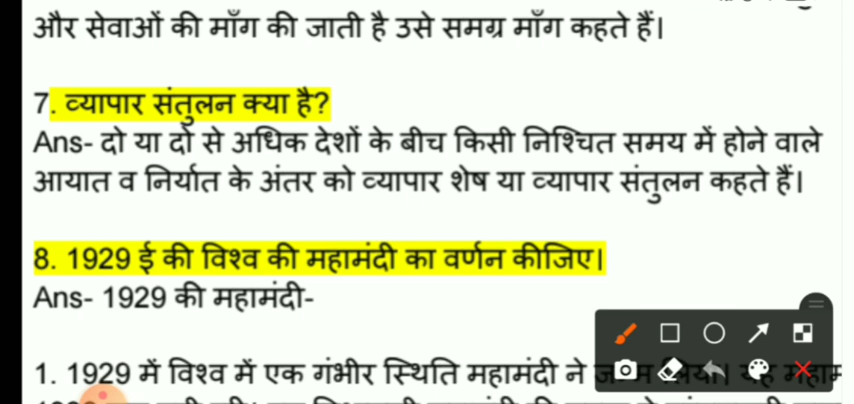 और सेवाओं की माँग की जाती है उसे समग्र माँग कहते हैं।
7. व्यापार संतुलन क्या है?
Ans- दो या दो से अधिक देशों के बीच किसी निश्चित समय में होने वाले
आयात व निर्यात के अंतर को व्यापार शेष या व्यापार संतुलन कहते हैं।
8. 1929 ई की विश्व की महामंदी का वर्णन कीजिए।
Ans- 1929 की महामंदी-
1. 1929 में विश्व में एक गंभीर स्थिति महामंदी ने